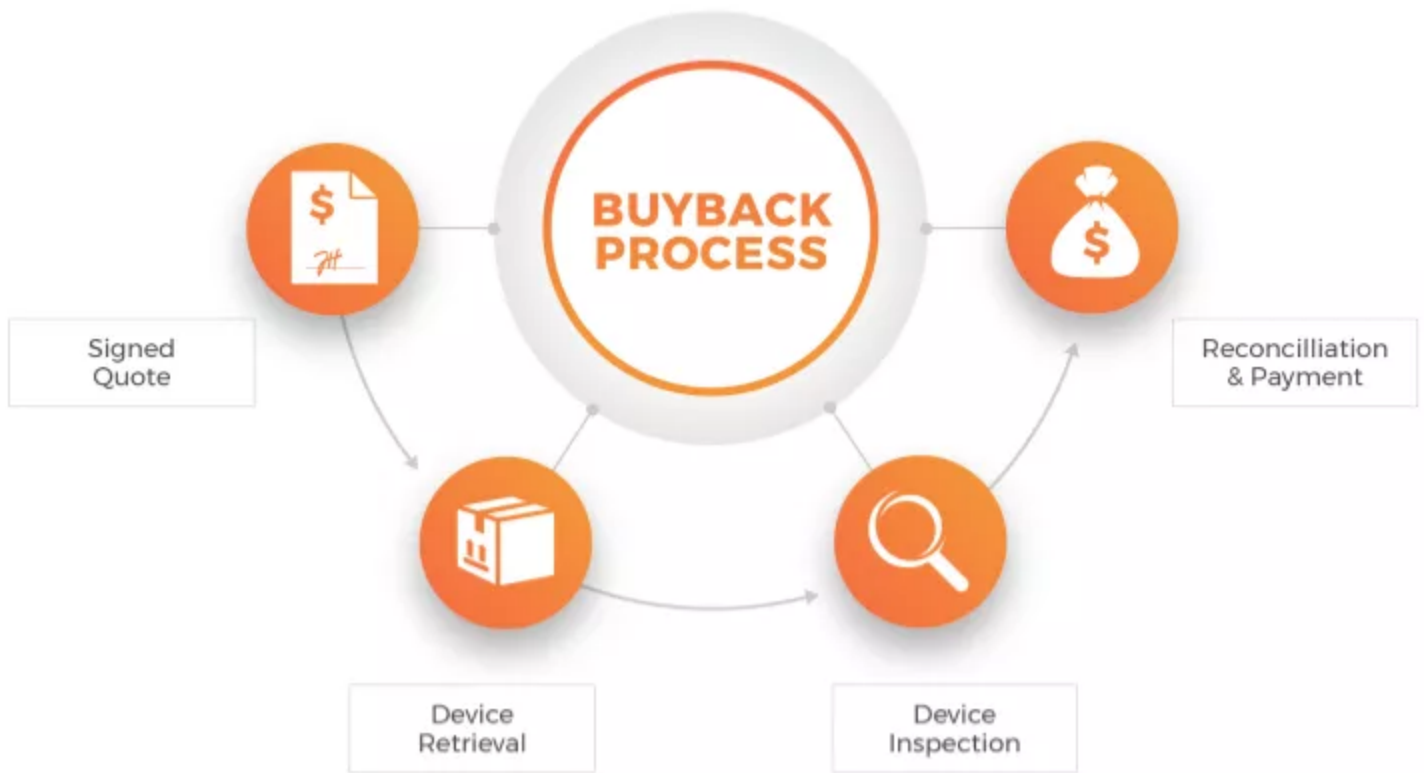 BUYBACK
PROCESS
$
$
Signed
Quote
Reconcilliation
& Payment
Device
Retrieval
Device
Inspection